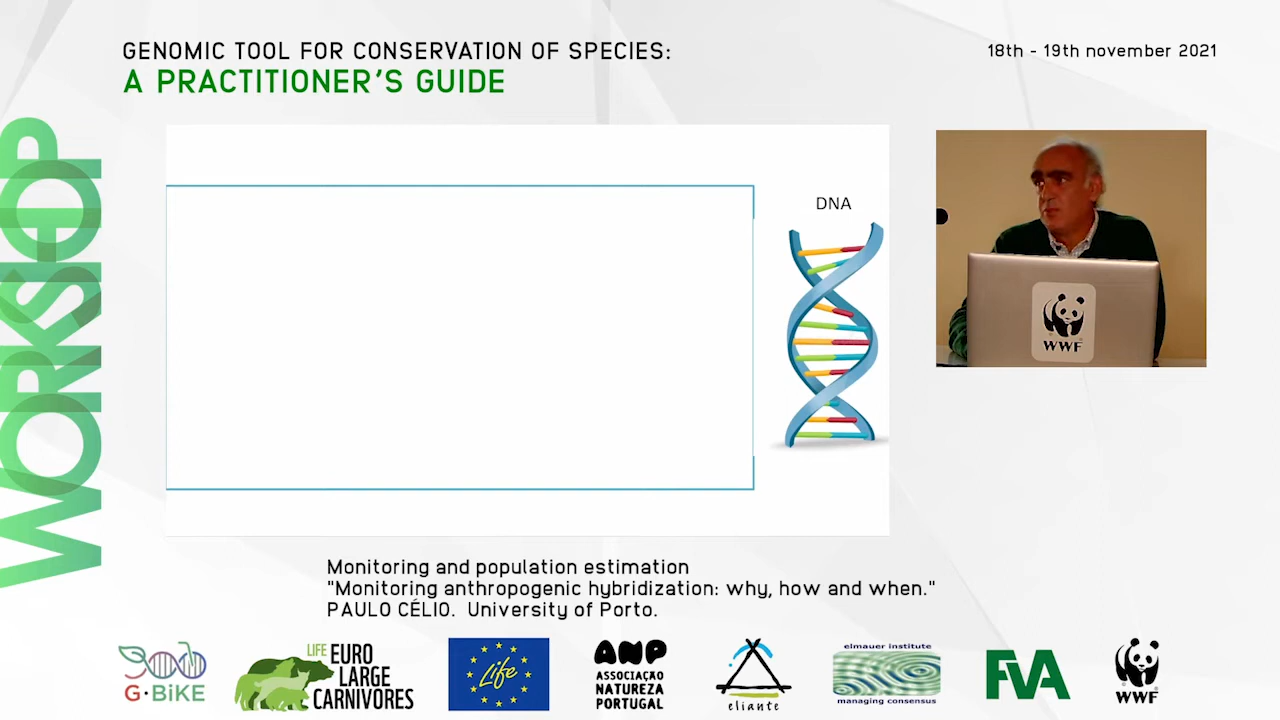 GENOMIC TOOL FOR CONSERVATION OF SPECIES:
A PRACTITIONER'S GUIDE
18th - 19th november 2021
WORKSHOP
DNA
WWF
Monitoring and population estimation
"Monitoring anthropogenic hybridization: why, how and when."
PAULO CÉLIO. University of Porto.
G·BiKE
LIFE EURO
LARGE
CARNIVORES
Life
ANP
ASSOCIAÇÃO
NATUREZA
PORTUGAL
eliante
elmauer institute
managing consensus
FVA
WWF